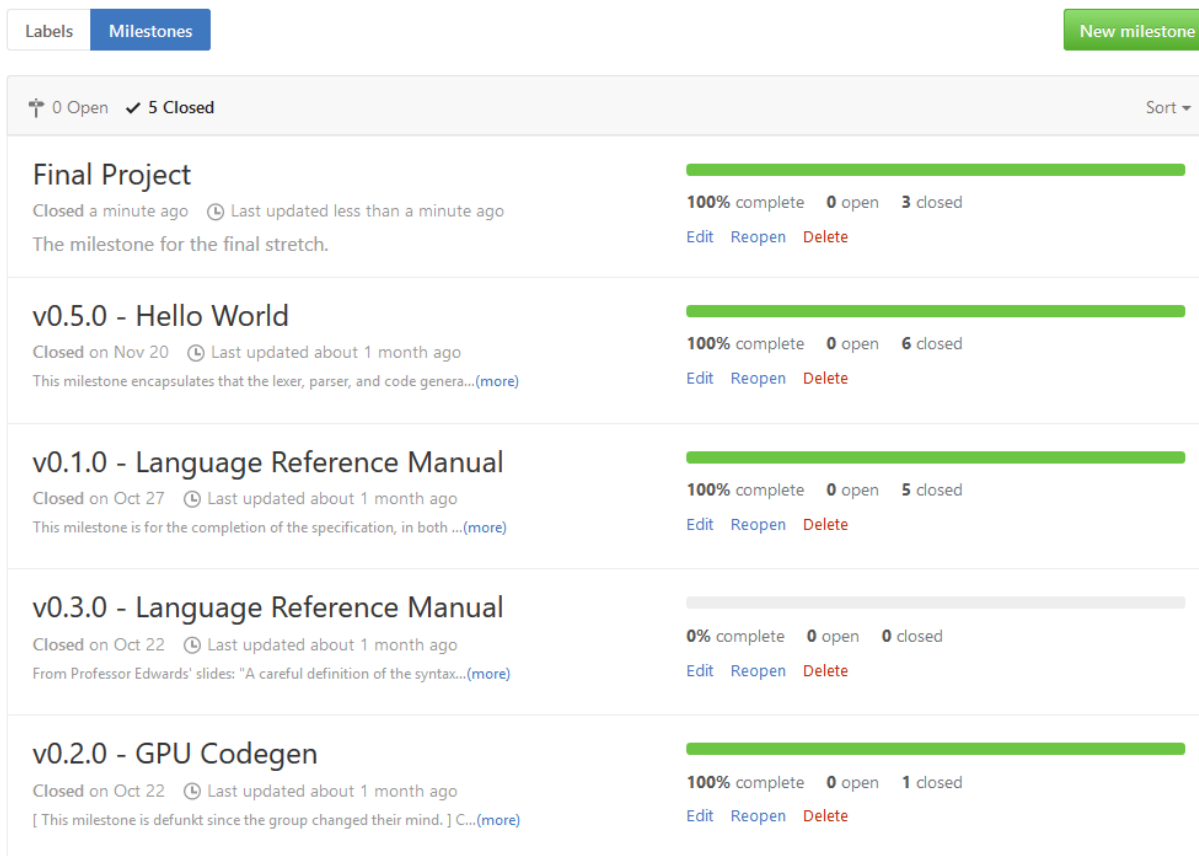 Labels Milestones New milestone
0 Open 5 Closed Sort
Final Project
Closed a minute ago Last updated less than a minute ago
The milestone for the final stretch.
100% complete 0 open 3 closed
Edit Reopen Delete
v0.5.0 - Hello World
Closed on Nov 20 Last updated about 1 month ago
This milestone encapsulates that the lexer, parser, and code genera...(more)
100% complete 0 open 6 closed
Edit Reopen Delete
v0.1.0 - Language Reference Manual
Closed on Oct 27 Last updated about 1 month ago
This milestone is for the completion of the specification, in both ...(more)
100% complete 0 open 5 closed
Edit Reopen Delete
v0.3.0 - Language Reference Manual
Closed on Oct 22 Last updated about 1 month ago
From Professor Edwards' slides: "A careful definition of the syntax...(more)
0% complete 0 open 0 closed
Edit Reopen Delete
v0.2.0 - GPU Codegen
Closed on Oct 22 Last updated about 1 month ago
[ This milestone is defunkt since the group changed their mind. ] C...(more)
100% complete 0 open 1 closed
Edit Reopen Delete